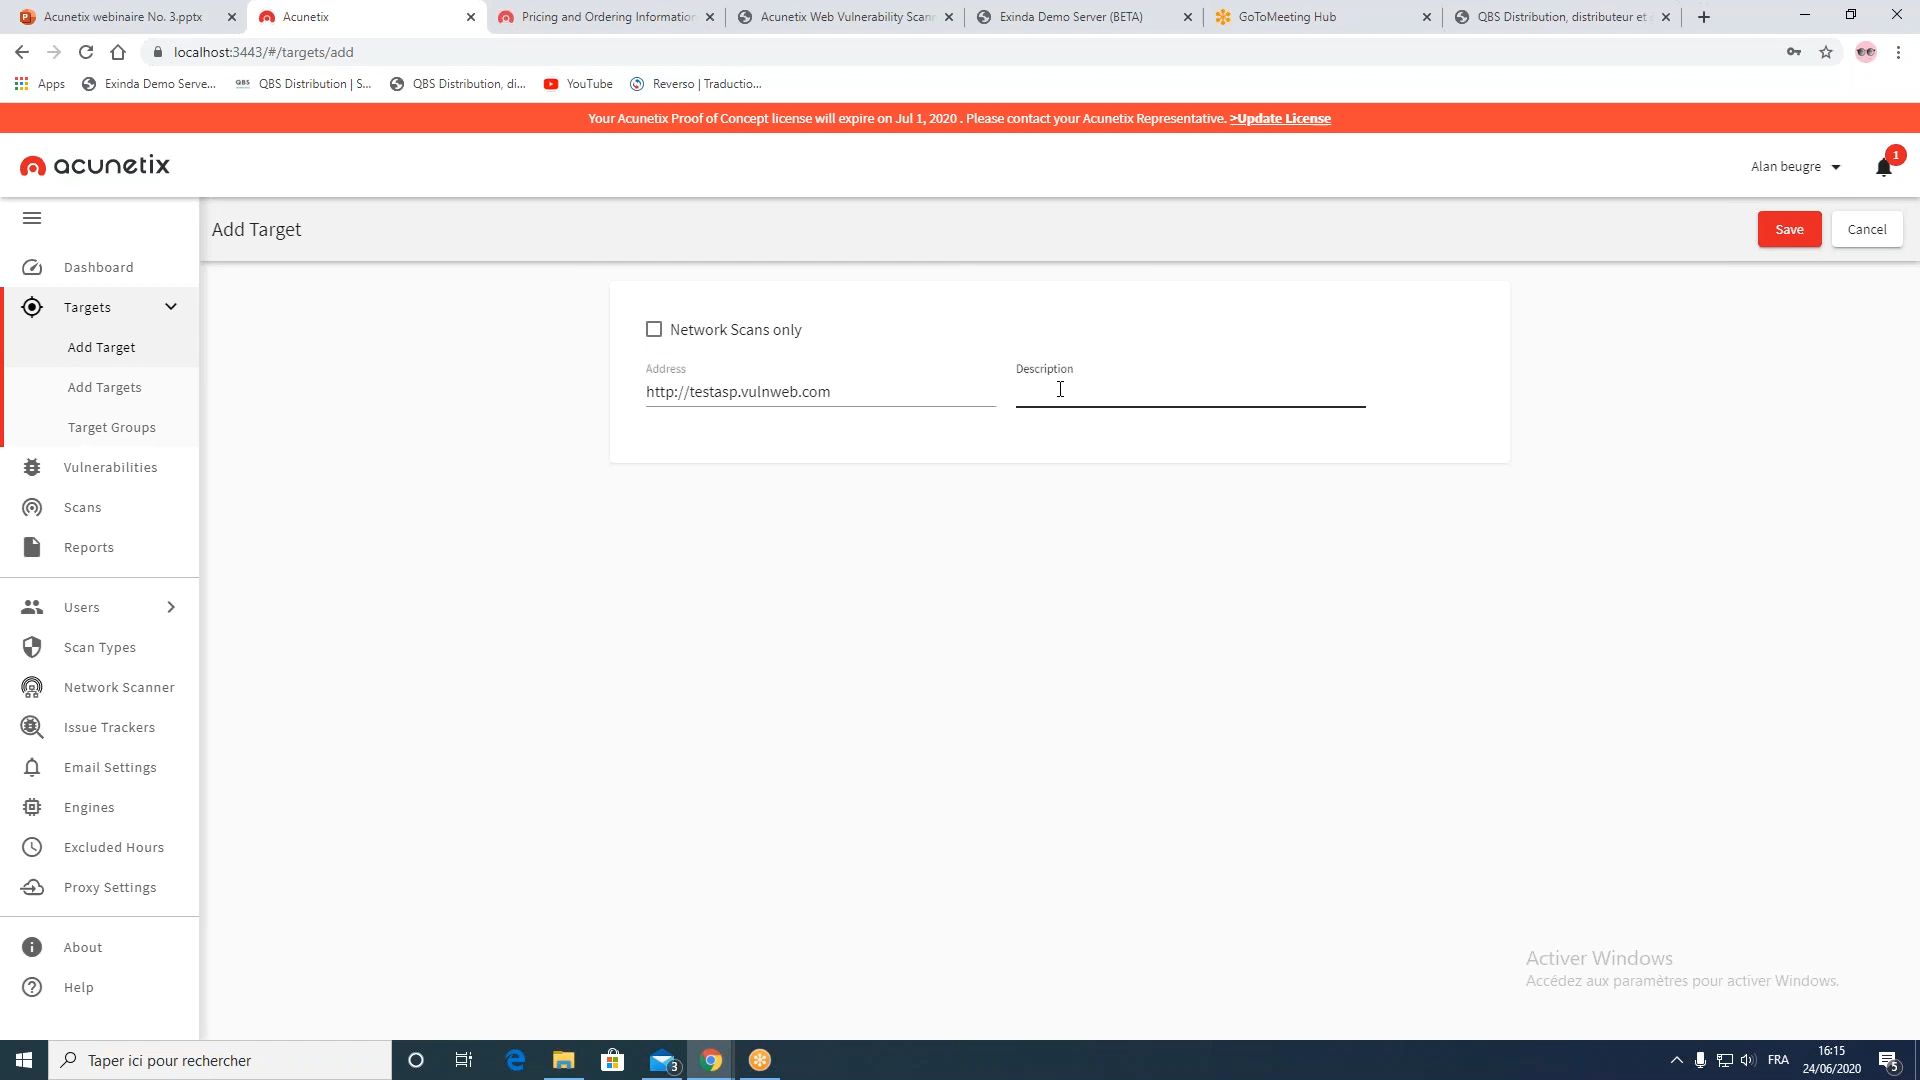 Acunetix webinaire No. 3.pptx
Acunetix
Pricing and Ordering Information
Acunetix Web Vulnerability Scann
Exinda Demo Server (BETA)
GoToMeeting Hub
QBS Distribution, distributeur et
localhost:3443/#/targets/add
Apps
Exinda Demo Serve...
QBS Distribution | S...
QBS Distribution, di...
YouTube
Reverso | Traductio...
Your Acunetix Proof of Concept license will expire on Jul 1, 2020 . Please contact your Acunetix Representative. >Update License
acunetix
Alan beugre
1
Add Target
Save
Cancel
Dashboard
Targets
Add Target
Add Targets
Target Groups
Vulnerabilities
Scans
Reports
Users
Scan Types
Network Scanner
Issue Trackers
Email Settings
Engines
Excluded Hours
Proxy Settings
About
Help
Network Scans only
Address
http://testasp.vulnweb.com
Description
Activer Windows
Accédez aux paramètres pour activer Windows.
Taper ici pour rechercher
3
FRA
16:15
24/06/2020
5